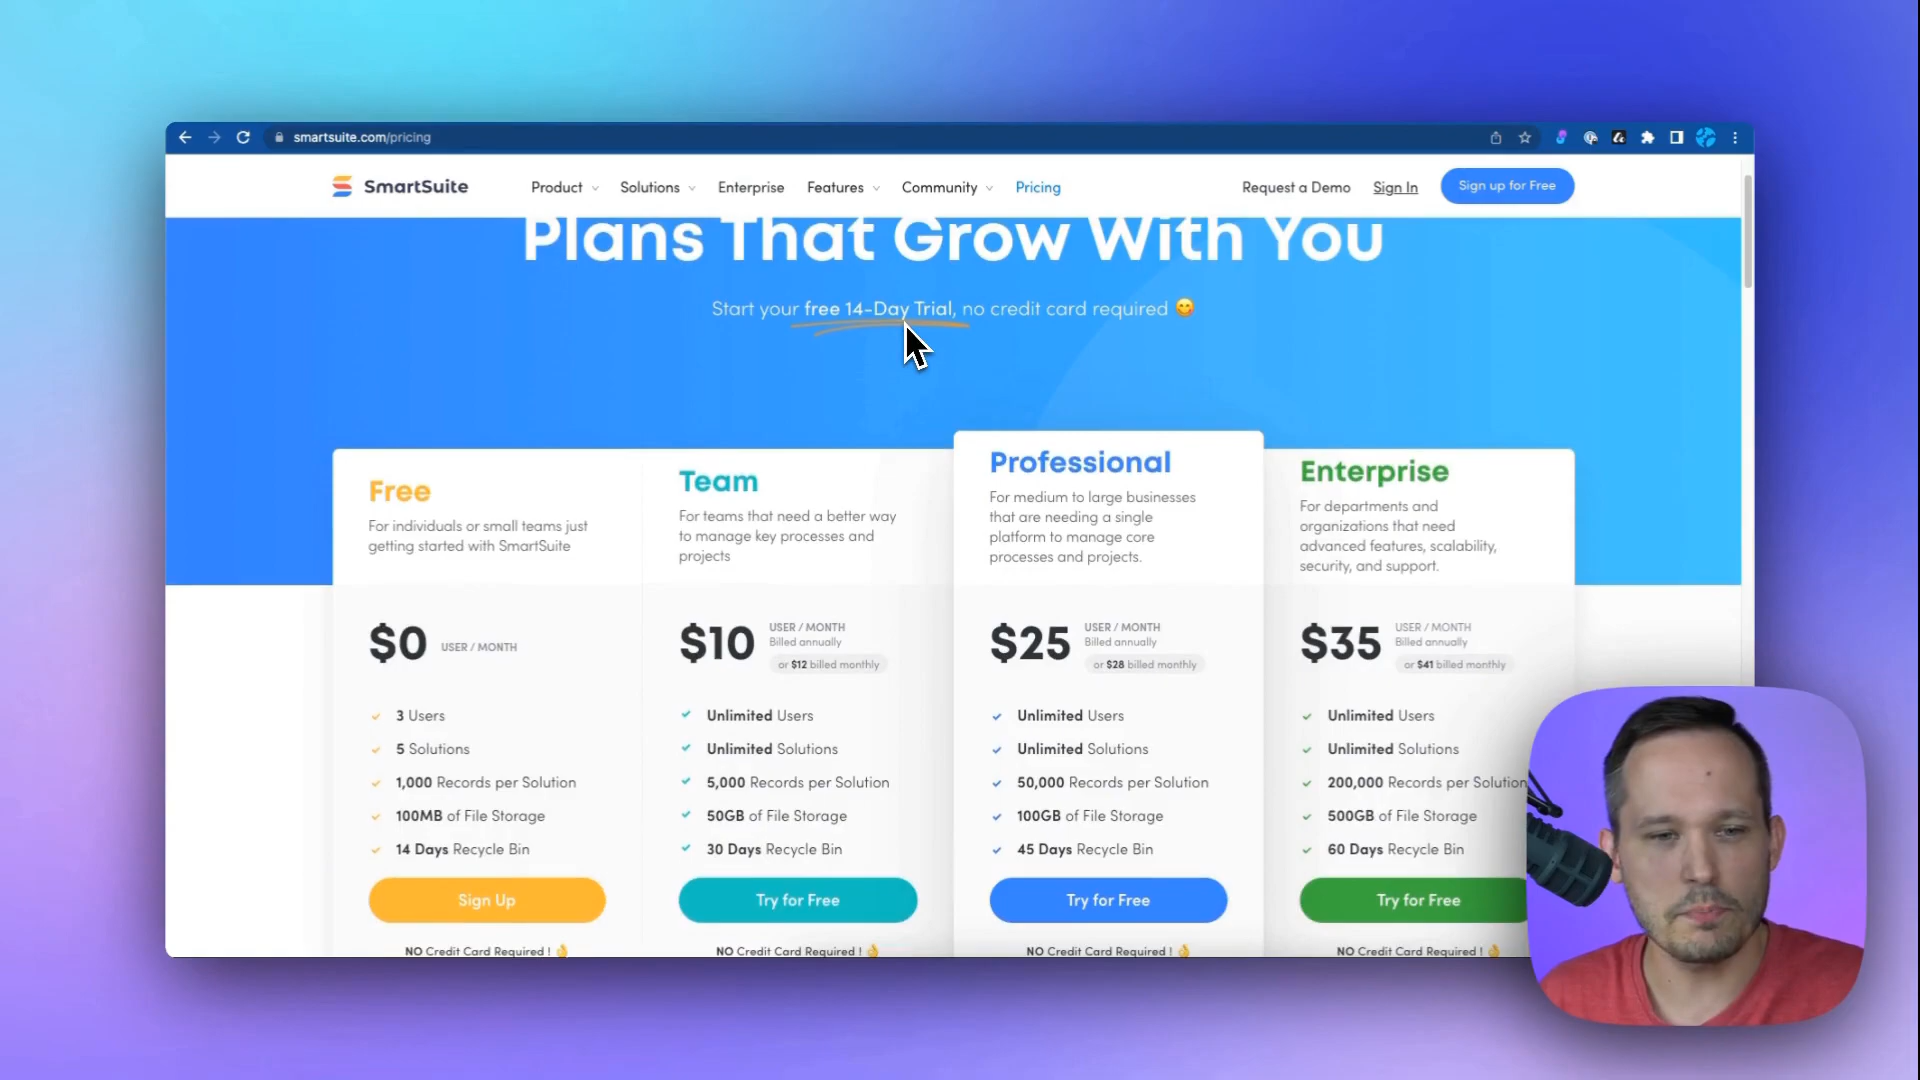 smartsuite.com/pricing
SmartSuite
Product
Solutions
Enterprise
Features
Community
Pricing
Request a Demo
Sign In
Sign up for Free
Plans That Grow With You
Start your free 14-Day Trial, no credit card required 😋
Free
For individuals or small teams just
getting started with SmartSuite
$0 USER / MONTH
3 Users
5 Solutions
1,000 Records per Solution
100MB of File Storage
14 Days Recycle Bin
Sign Up
NO Credit Card Required ! 👌
Team
For teams that need a better way
to manage key processes and
projects
$10 USER / MONTH
Billed annually
or $12 billed monthly
Unlimited Users
Unlimited Solutions
5,000 Records per Solution
50GB of File Storage
30 Days Recycle Bin
Try for Free
NO Credit Card Required ! 👌
Professional
For medium to large businesses
that are needing a single
platform to manage core
processes and projects.
$25 USER / MONTH
Billed annually
or $28 billed monthly
Unlimited Users
Unlimited Solutions
50,000 Records per Solution
100GB of File Storage
45 Days Recycle Bin
Try for Free
NO Credit Card Required ! 👌
Enterprise
For departments and
organizations that need
advanced features, scalability,
security, and support.
$35 USER / MONTH
Billed annually
or $41 billed monthly
Unlimited Users
Unlimited Solutions
200,000 Records per Solution
500GB of File Storage
60 Days Recycle Bin
Try for Free
NO Credit Card Required ! 👌